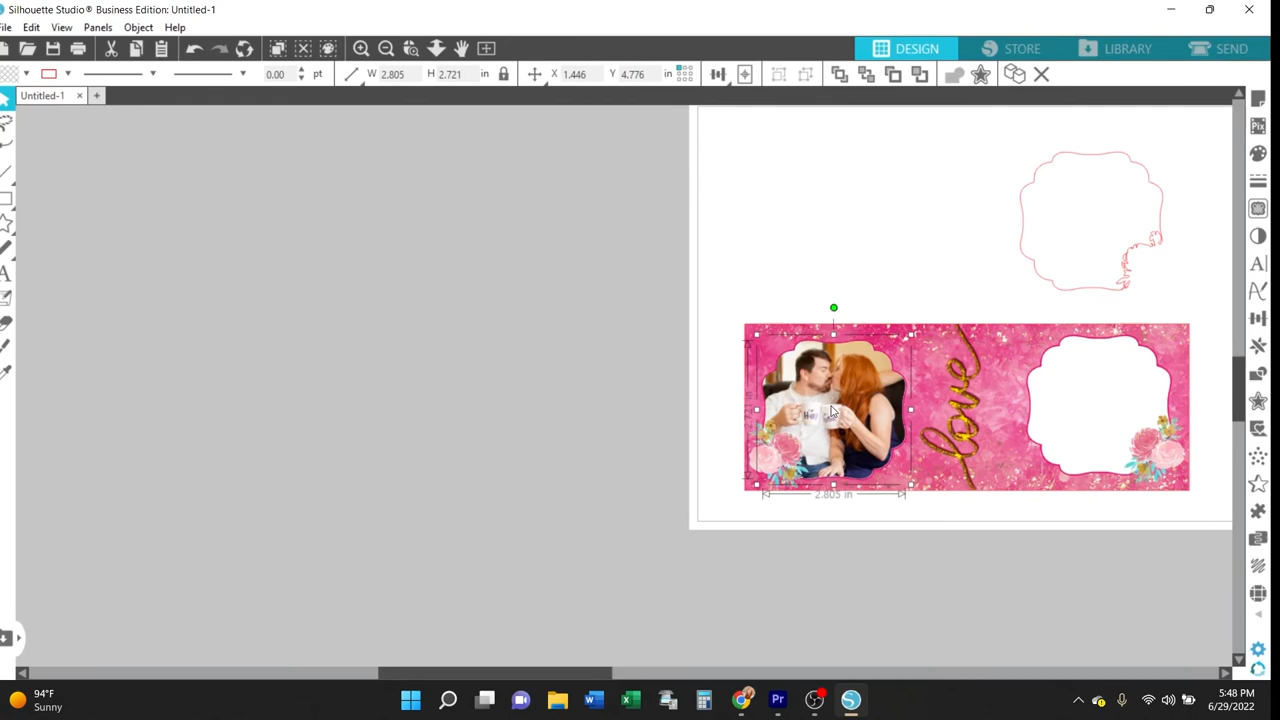 Silhouette Studio® Business Edition: Untitled-1
File Edit View Panels Object Help
DESIGN STORE LIBRARY SEND
0.00 pt W 2.805 H 2.721 in X 1.446 Y 4.776 in
Untitled-1
Pix
love
2.805 in
94°F
Sunny
5:48 PM
6/29/2022